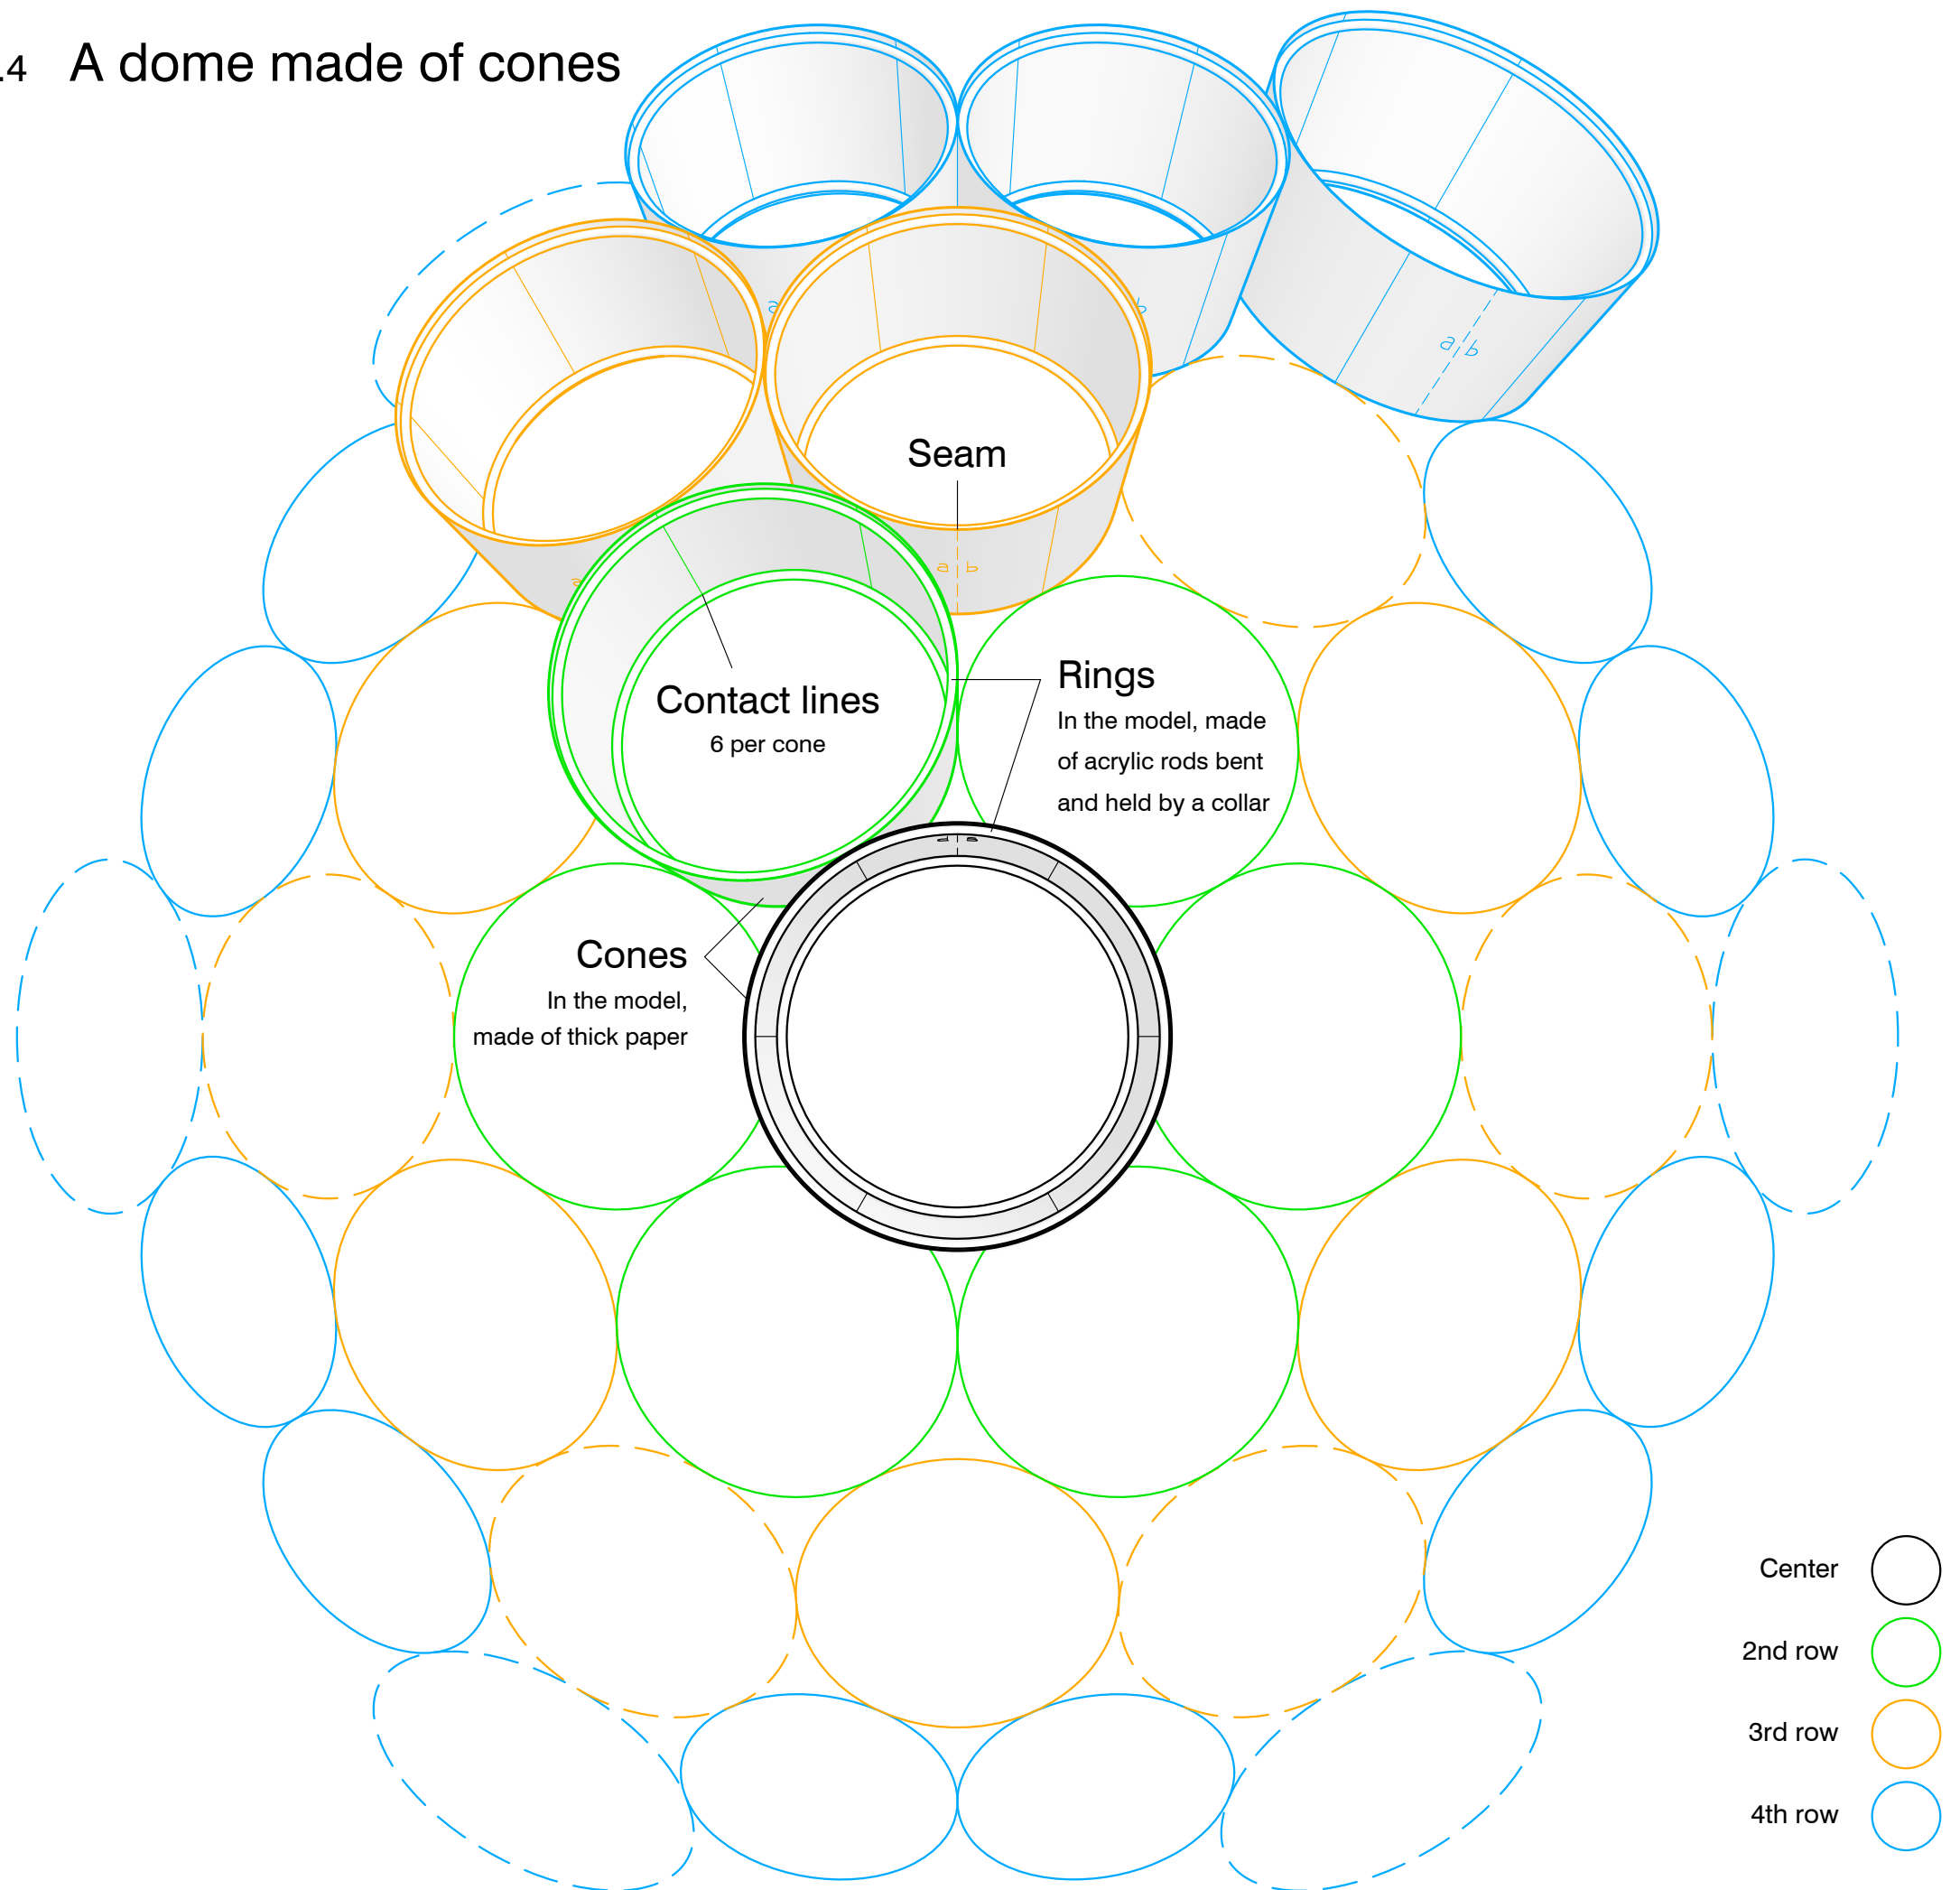 .4 A dome made of cones
a
b
a b
Seam
a b
a
Contact lines
6 per cone
Rings
In the model, made
of acrylic rods bent
and held by a collar
Cones
In the model,
made of thick paper
Center
2nd row
3rd row
4th row